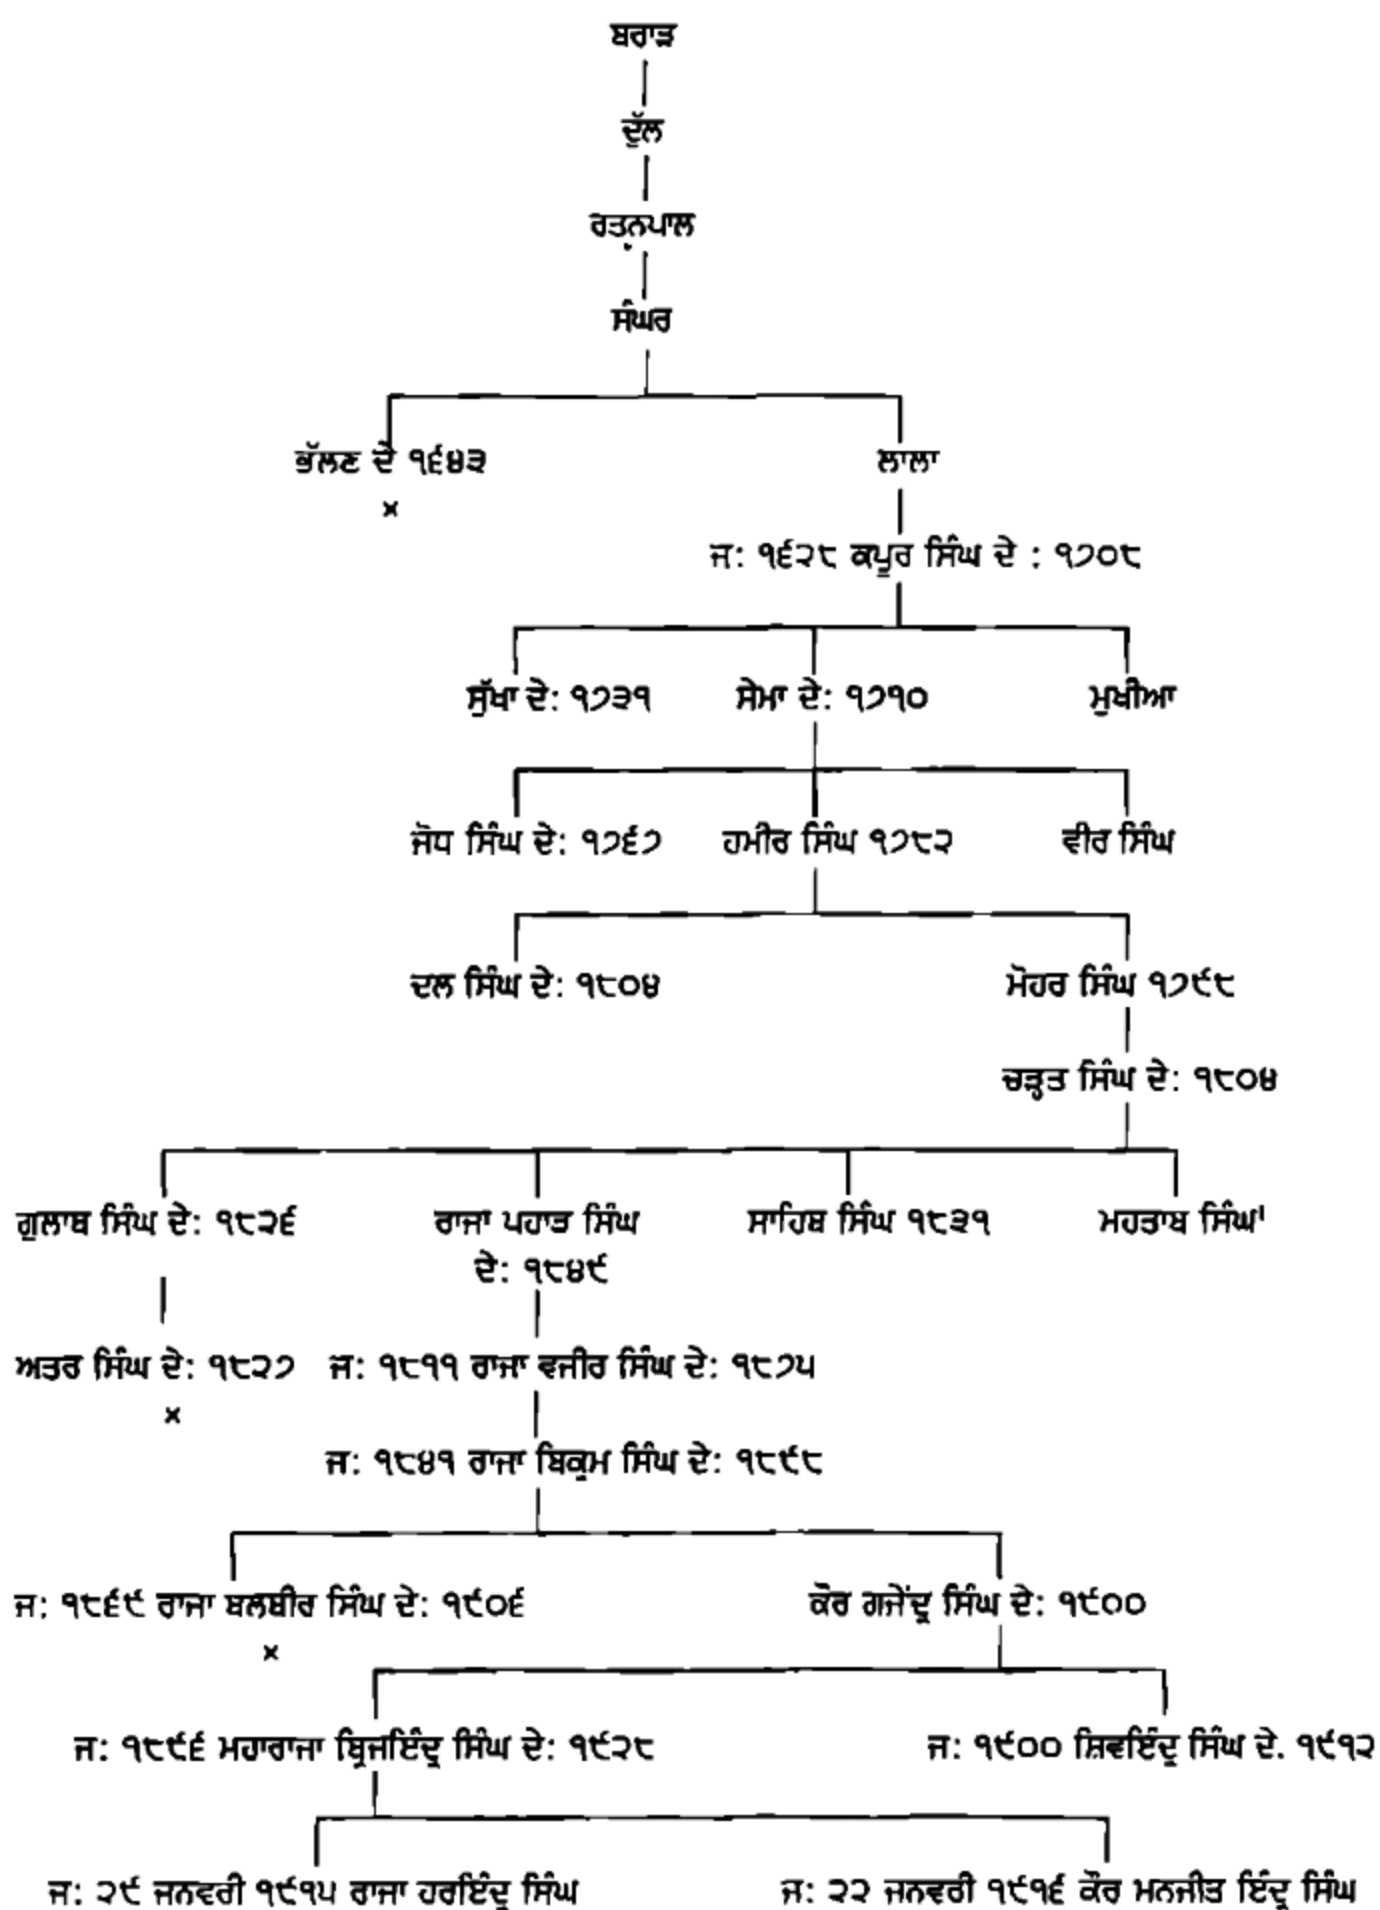 ਬਰਾੜ
ਦੁੱਲ
ਰਤਨਪਾਲ
ਸੰਘਰ
ਭੱਲਣ ਦੇ ੧੬੪੩
ਲਾਲਾ
×
ਜ: ੧੬੨੮ ਕਪੂਰ ਸਿੰਘ ਦੇ : ੧੭੦੮
ਸੁੱਖਾ ਦੇ: ੧੭੩੧
ਸੇਮਾ ਦੇ: ੧੭੧੦
ਮੁਖੀਆ
ਜੋਧ ਸਿੰਘ ਦੇ: ੧੭੬੭
ਹਮੀਰ ਸਿੰਘ ੧੭੮੨
ਵੀਰ ਸਿੰਘ
ਦਲ ਸਿੰਘ ਦੇ: ੧੮੦੪
ਮੋਹਰ ਸਿੰਘ ੧੭੯੮
ਚੜ੍ਹਤ ਸਿੰਘ ਦੇ: ੧੮੦੪
ਗੁਲਾਬ ਸਿੰਘ ਦੇ: ੧੮੨੬
ਰਾਜਾ ਪਹਾੜ ਸਿੰਘ
ਸਾਹਿਬ ਸਿੰਘ ੧੮੩੧
ਮਹਤਾਬ ਸਿੰਘ'
ਦੇ: ੧੮੪੯
ਅਤਰ ਸਿੰਘ ਦੇ: ੧੮੨੭
ਜ: ੧੮੧੧ ਰਾਜਾ ਵਜੀਰ ਸਿੰਘ ਦੇ: ੧੮੭੫
×
ਜ: ੧੮੪੧ ਰਾਜਾ ਬਿਕ੍ਰਮ ਸਿੰਘ ਦੇ: ੧੮੯੮
ਜ: ੧੮੬੯ ਰਾਜਾ ਬਲਬੀਰ ਸਿੰਘ ਦੇ: ੧੯੦੬
ਕੌਰ ਗਜੇਂਦ੍ਰ ਸਿੰਘ ਦੇ: ੧੯੦੦
×
ਜ: ੧੮੯੬ ਮਹਾਰਾਜਾ ਬ੍ਰਿਜਇੰਦ੍ਰ ਸਿੰਘ ਦੇ: ੧੯੨੮
ਜ: ੧੯੦੦ ਸ਼ਿਵਇੰਦ੍ਰ ਸਿੰਘ ਦੇ. ੧੯੧੨
ਜ: ੨੯ ਜਨਵਰੀ ੧੯੧੫ ਰਾਜਾ ਹਰਇੰਦ੍ਰ ਸਿੰਘ
ਜ: ੨੨ ਜਨਵਰੀ ੧੯੧੬ ਕੌਰ ਮਨਜੀਤ ਇੰਦ੍ਰ ਸਿੰਘ